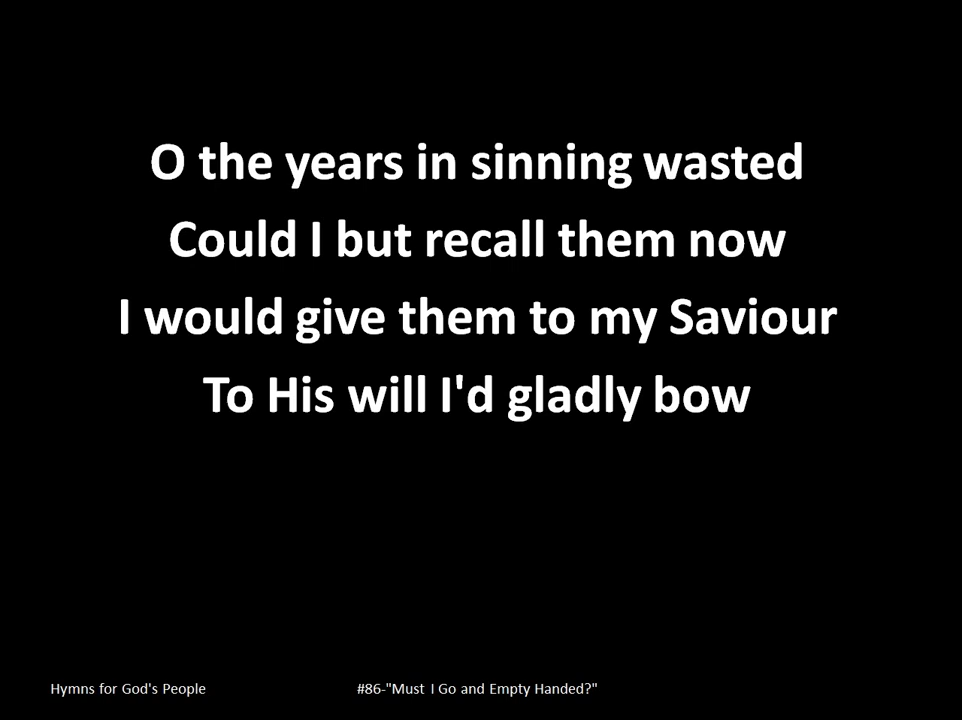 O the years in sinning wasted
Could I but recall them now
I would give them to my Saviour
To His will I'd gladly bow
Hymns for God's People
#86-"Must I Go and Empty Handed?"